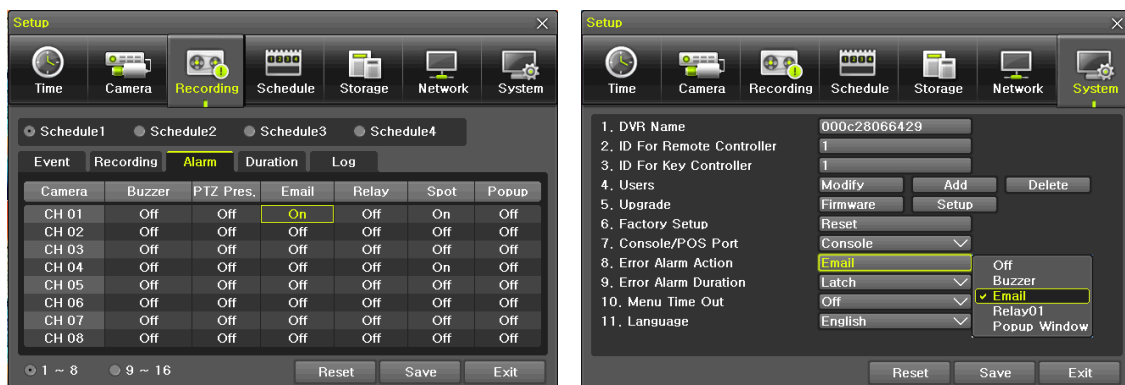 Setup
Time Camera Recording Schedule Storage Network System
Schedule1 Schedule2 Schedule3 Schedule4
Event Recording Alarm Duration Log
Camera Buzzer PTZ Pres. Email Relay Spot Popup
CH 01 Off Off On Off On Off
CH 02 Off Off Off Off Off Off
CH 03 Off Off Off Off Off Off
CH 04 Off Off Off Off On Off
CH 05 Off Off Off Off Off Off
CH 06 Off Off Off Off Off Off
CH 07 Off Off Off Off Off Off
CH 08 Off Off Off Off Off Off
1 ~ 8 9 ~ 16 Reset Save Exit
Setup
Time Camera Recording Schedule Storage Network System
1. DVR Name 000c28066429
2. ID For Remote Controller 1
3. ID For Key Controller 1
4. Users Modify Add Delete
5. Upgrade Firmware Setup
6. Factory Setup Reset
7. Console/POS Port Console
8. Error Alarm Action Email
9. Error Alarm Duration Latch
10. Menu Time Out Off
11. Language English
Off
Buzzer
Email
Relay01
Popup Window
Reset Save Exit